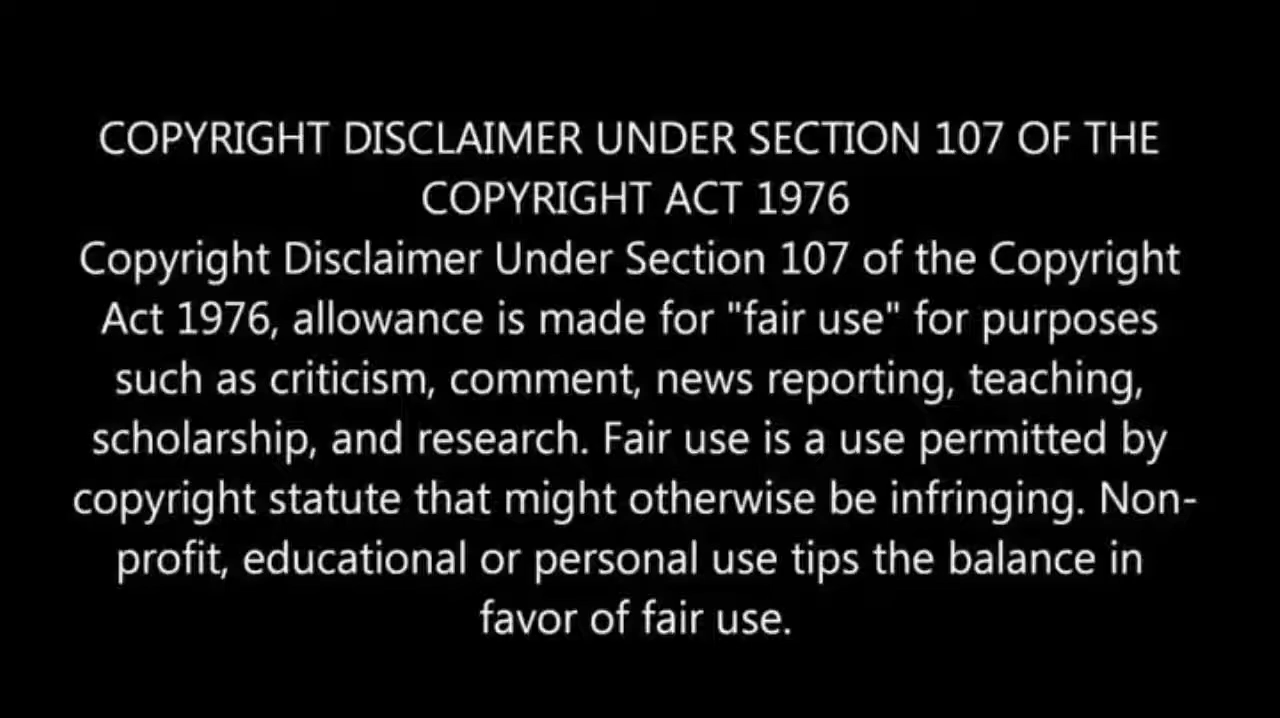 COPYRIGHT DISCLAIMER UNDER SECTION 107 OF THE
COPYRIGHT ACT 1976
Copyright Disclaimer Under Section 107 of the Copyright
Act 1976, allowance is made for "fair use" for purposes
such as criticism, comment, news reporting, teaching,
scholarship, and research. Fair use is a use permitted by
copyright statute that might otherwise be infringing. Non-
profit, educational or personal use tips the balance in
favor of fair use.